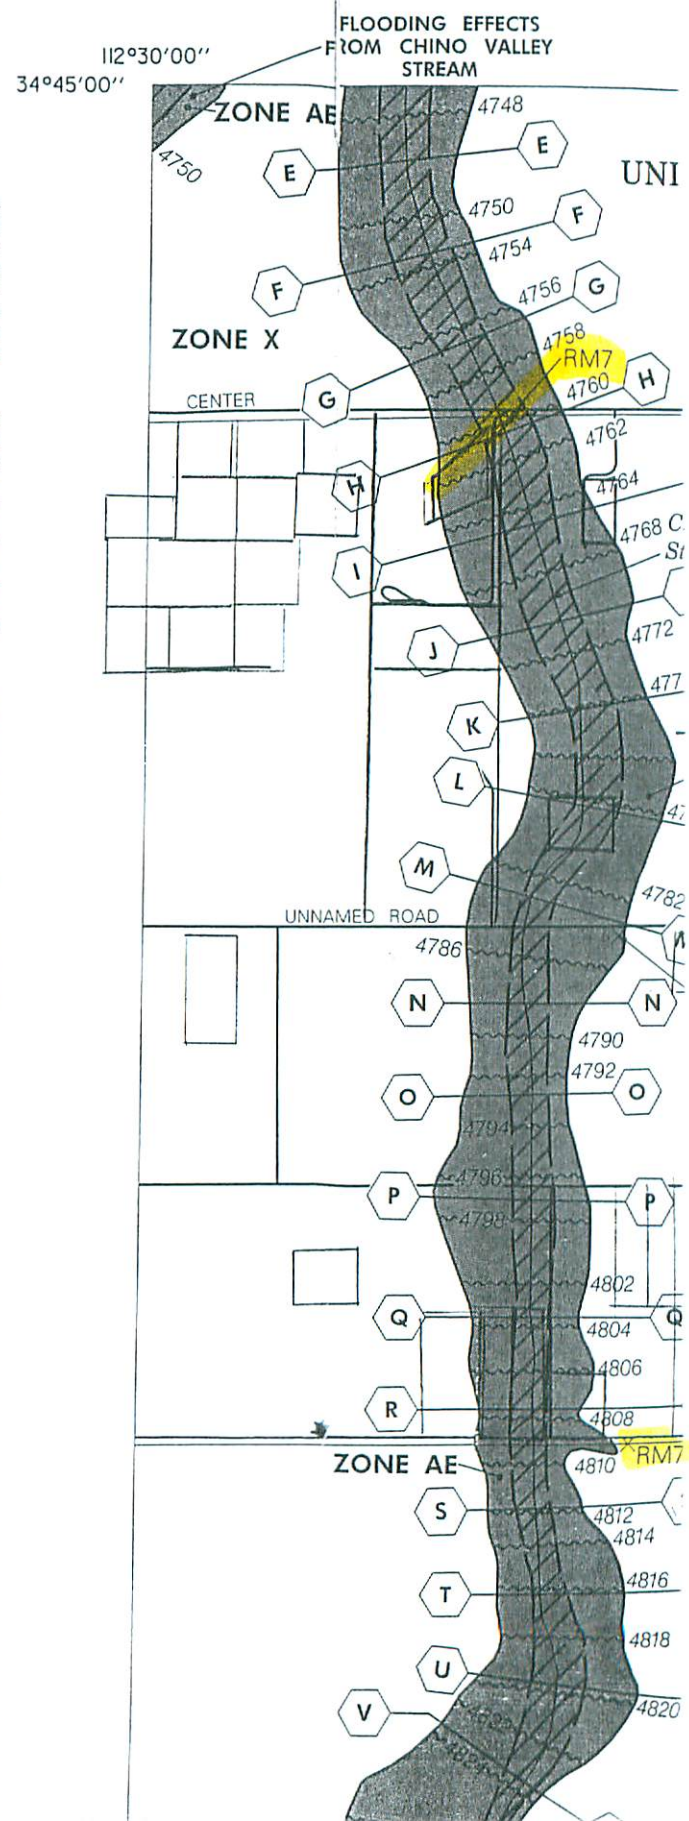 FLOODING EFFECTS
FROM CHINO VALLEY
STREAM
112°30'00''
34°45'00''
ZONE AE
4748
4750
E
E
UNI
4750
F
4754
F
4756
G
ZONE X
4758
RM7
4760
H
CENTER
G
4762
H
4764
4768
I
J
4772
K
L
M
4782
UNNAMED ROAD
4786
N
N
4790
4792
O
O
4794
4796
P
P
4798
4802
Q
Q
4804
4806
R
4808
ZONE AE
4810
RM7
S
4812
4814
4816
T
4818
U
4820
V